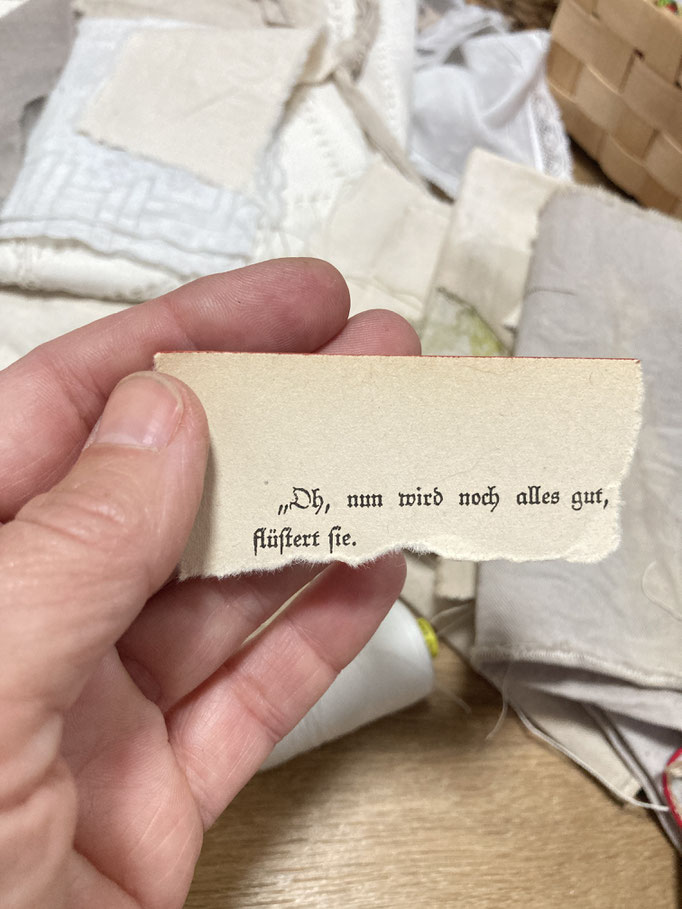 „Oh, nun wird noch alles gut,
flüstert sie.